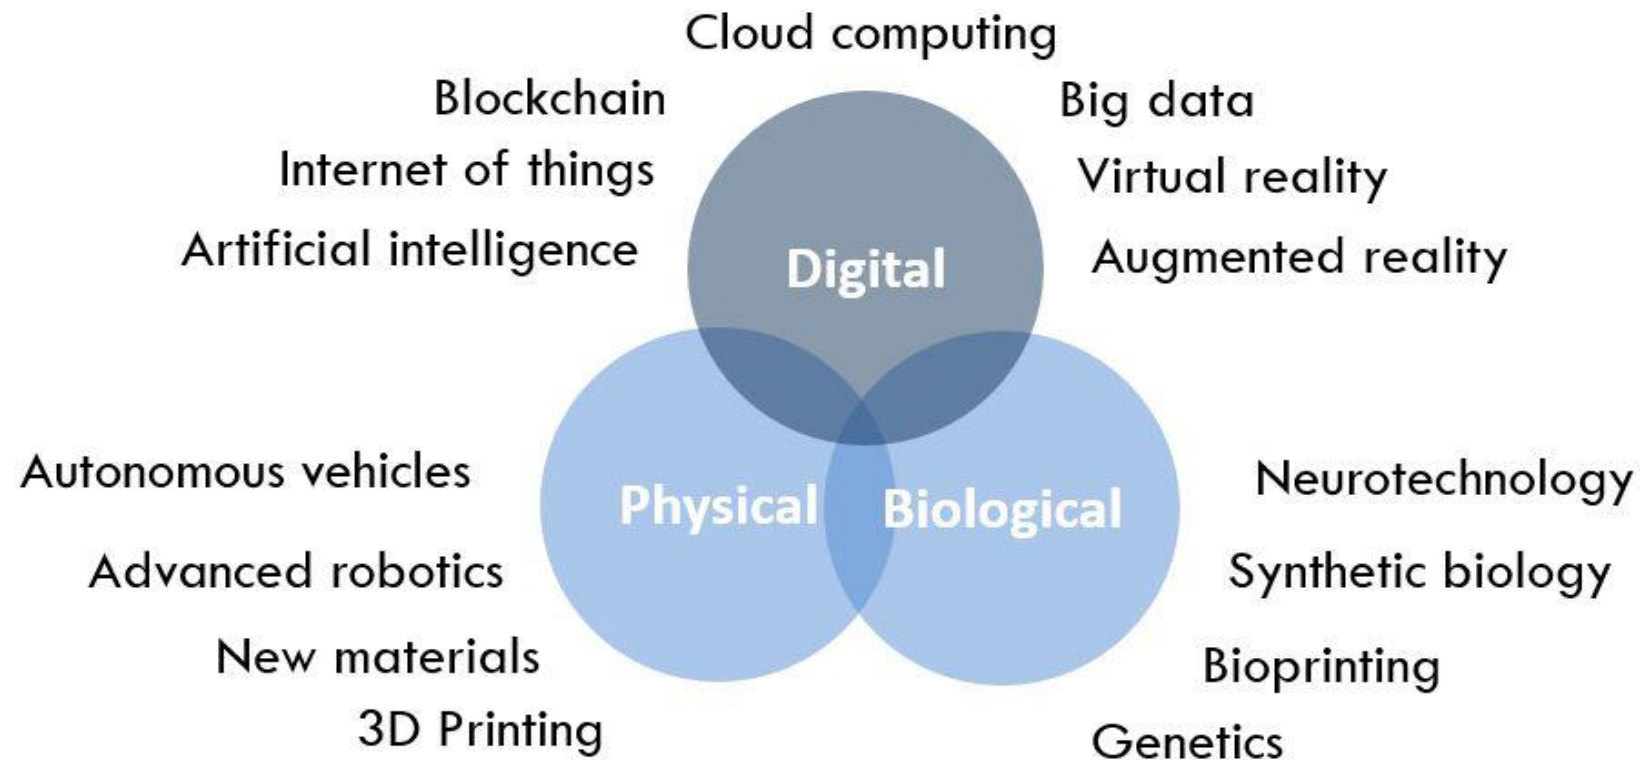 Cloud computing
Blockchain
Big data
Internet of things
Virtual reality
Artificial intelligence
Digital
Augmented reality
Autonomous vehicles
Physical
Biological
Neurotechnology
Advanced robotics
Synthetic biology
New materials
Bioprinting
3D Printing
Genetics